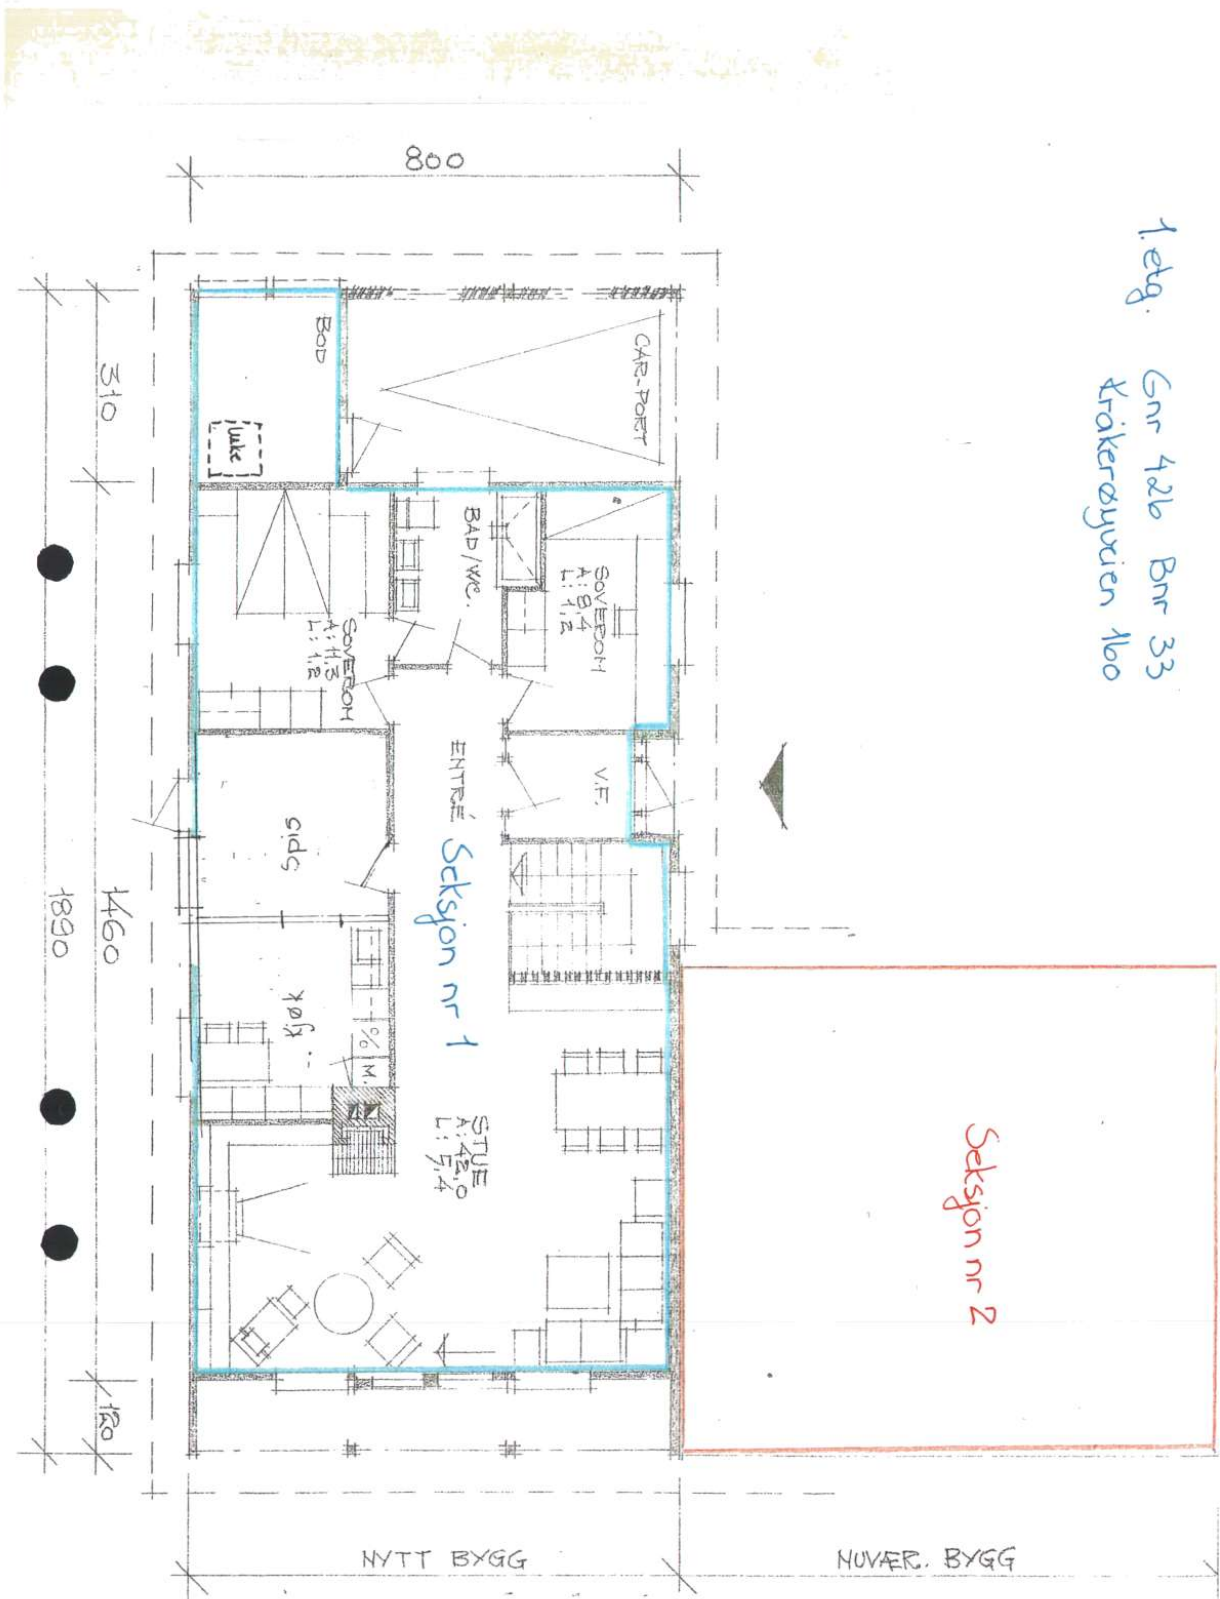 1. etg. Gnr 426 Bnr 33
Kråkerøyveien 160
800
CAR-PORT
BOD
Luke
310
BAD/WC.
SOVEROM
A: 8,4
L: 1,2
SOVEROM
A: 11,3
L: 1,2
V.F.
ENTRÉ
Seksjon nr 1
Spis
Kjøk
M.
STUE
A: 42,0
L: 5,4
1460
1890
120
Seksjon nr 2
NYTT BYGG
NUVÆR. BYGG